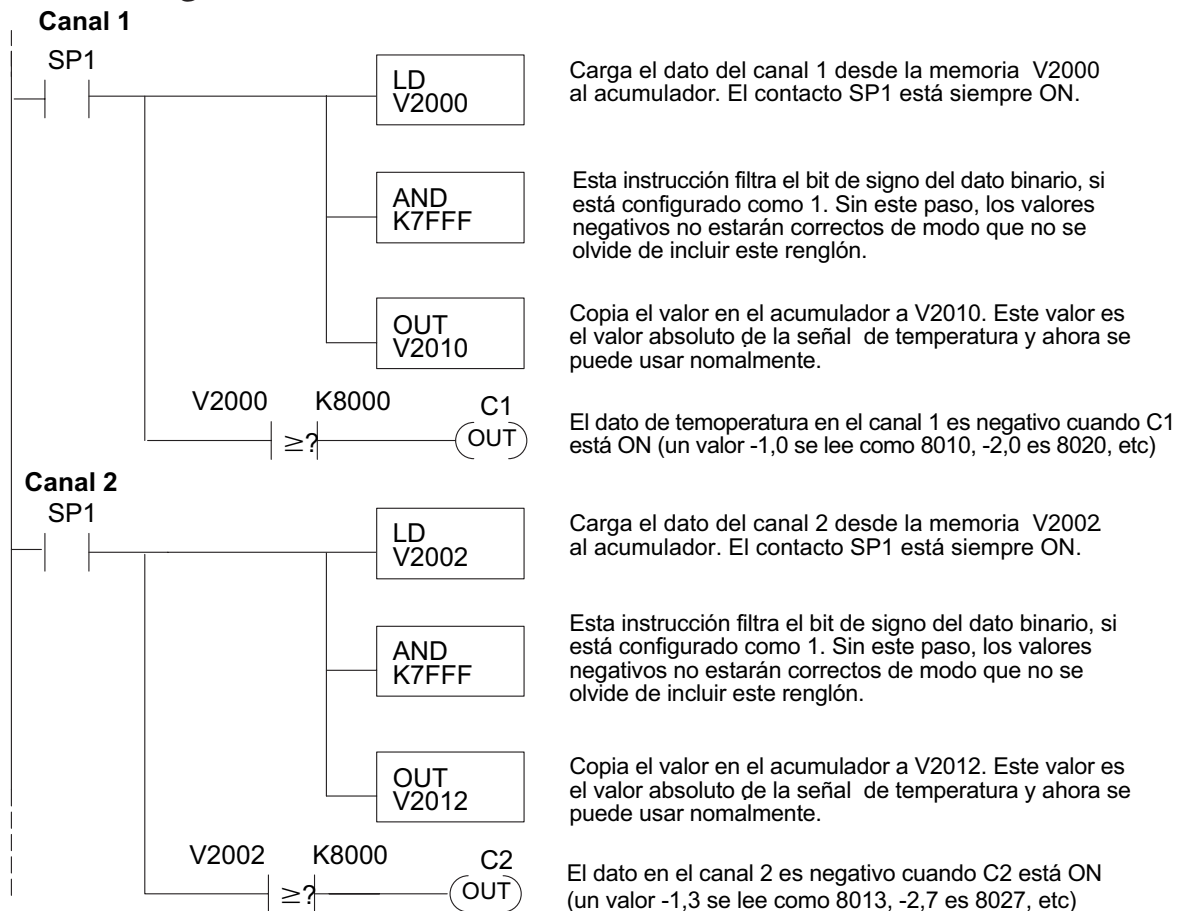 Canal 1
SP1
LD
V2000
Carga el dato del canal 1 desde la memoria V2000
al acumulador. El contacto SP1 está siempre ON.
AND
K7FFF
Esta instrucción filtra el bit de signo del dato binario, si
está configurado como 1. Sin este paso, los valores
negativos no estarán correctos de modo que no se
olvide de incluir este renglón.
OUT
V2010
Copia el valor en el acumulador a V2010. Este valor es
el valor absoluto de la señal de temperatura y ahora se
puede usar nomalmente.
V2000 K8000 C1
≥? OUT
El dato de temoperatura en el canal 1 es negativo cuando C1
está ON (un valor -1,0 se lee como 8010, -2,0 es 8020, etc)
Canal 2
SP1
LD
V2002
Carga el dato del canal 2 desde la memoria V2002
al acumulador. El contacto SP1 está siempre ON.
AND
K7FFF
Esta instrucción filtra el bit de signo del dato binario, si
está configurado como 1. Sin este paso, los valores
negativos no estarán correctos de modo que no se
olvide de incluir este renglón.
OUT
V2012
Copia el valor en el acumulador a V2012. Este valor es
el valor absoluto de la señal de temperatura y ahora se
puede usar nomalmente.
V2002 K8000 C2
≥? OUT
El dato en el canal 2 es negativo cuando C2 está ON
(un valor -1,3 se lee como 8013, -2,7 es 8027, etc)